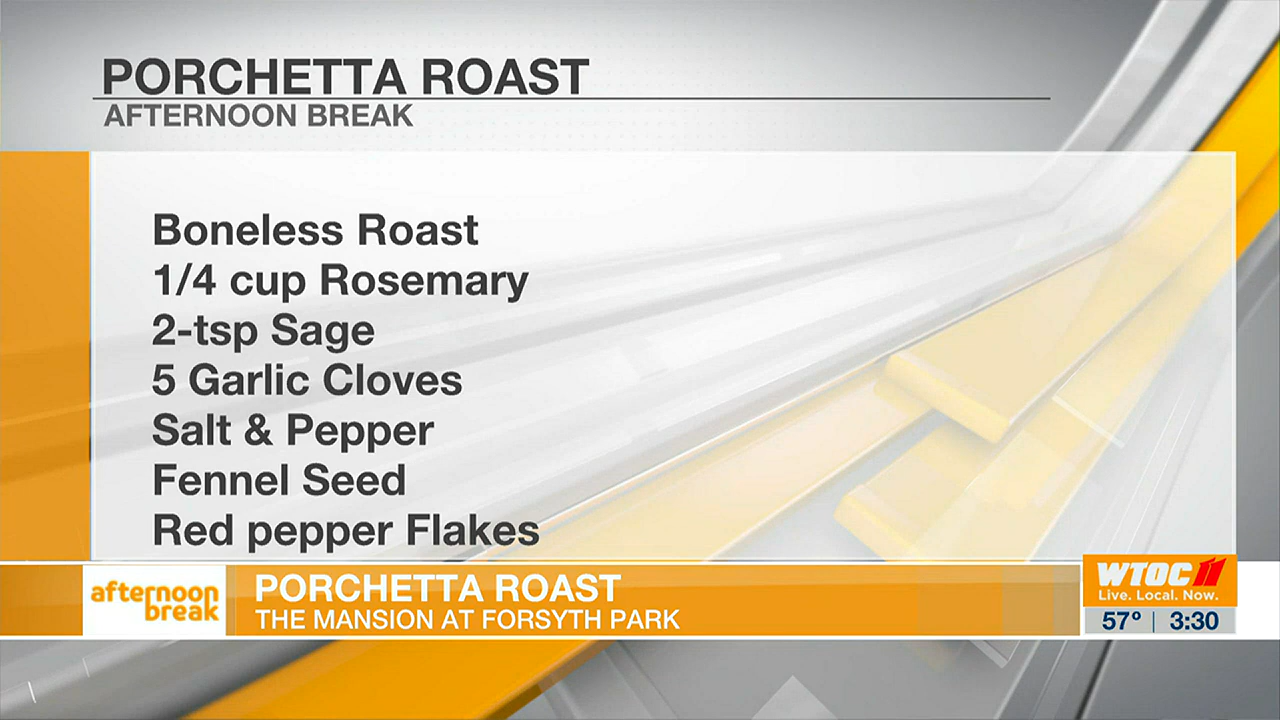 PORCHETTA ROAST
AFTERNOON BREAK
Boneless Roast
1/4 cup Rosemary
2-tsp Sage
5 Garlic Cloves
Salt & Pepper
Fennel Seed
Red pepper Flakes
afternoon
break
PORCHETTA ROAST
THE MANSION AT FORSYTH PARK
WTOC 11
Live. Local. Now.
57° | 3:30